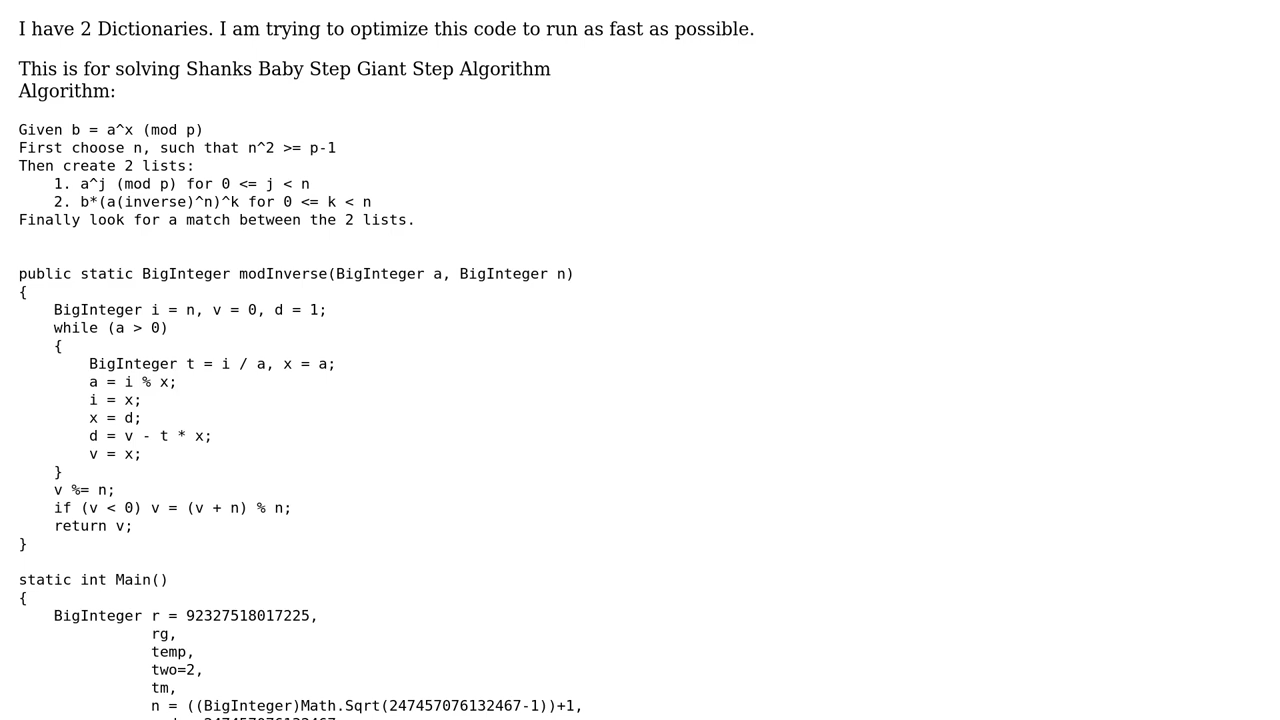 I have 2 Dictionaries. I am trying to optimize this code to run as fast as possible.
This is for solving Shanks Baby Step Giant Step Algorithm
Algorithm:
Given b = a^x (mod p)
First choose n, such that n^2 >= p-1
Then create 2 lists:
    1. a^j (mod p) for 0 <= j < n
    2. b*(a(inverse)^n)^k for 0 <= k < n
Finally look for a match between the 2 lists.
public static BigInteger modInverse(BigInteger a, BigInteger n)
{
    BigInteger i = n, v = 0, d = 1;
    while (a > 0)
    {
        BigInteger t = i / a, x = a;
        a = i % x;
        i = x;
        x = d;
        d = v - t * x;
        v = x;
    }
    v %= n;
    if (v < 0) v = (v + n) % n;
    return v;
}
static int Main()
{
    BigInteger r = 92327518017225,
               rg,
               temp,
               two=2,
               tm,
               n = ((BigInteger)Math.Sqrt(247457076132467-1))+1,